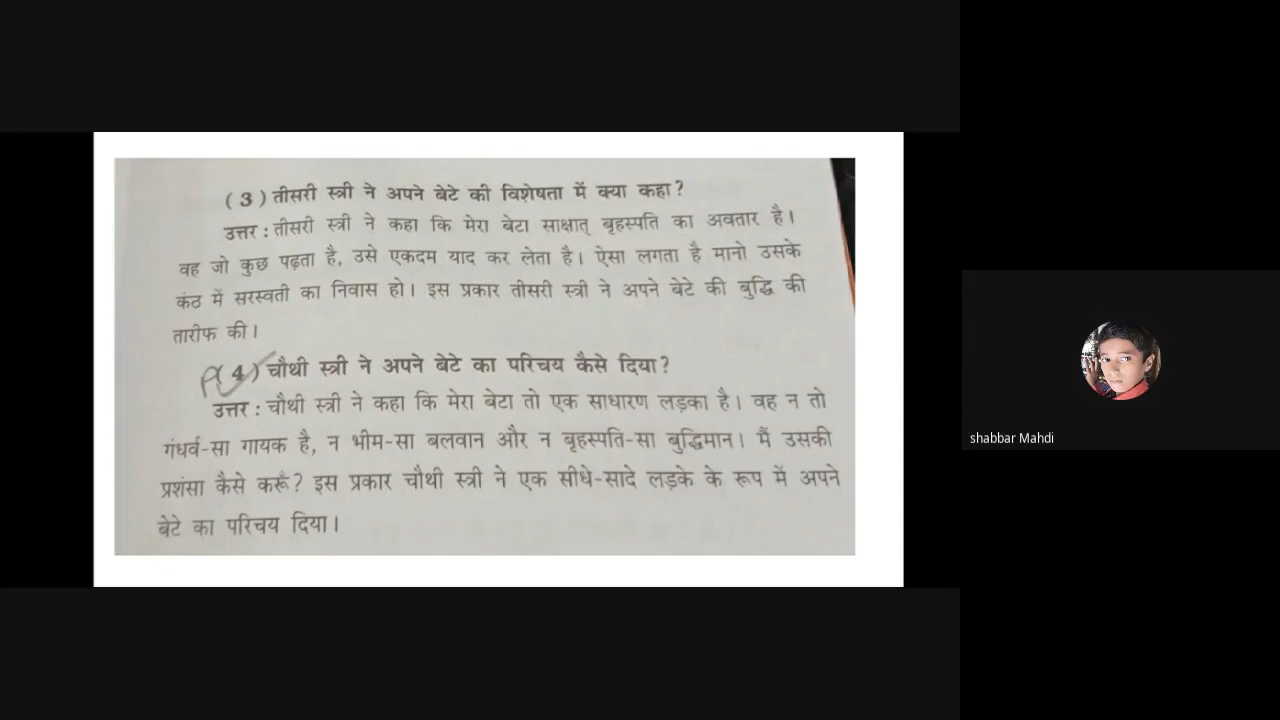 ( 3 ) तीसरी स्त्री ने अपने बेटे की विशेषता में क्या कहा ?
उत्तर : तीसरी स्त्री ने कहा कि मेरा बेटा साक्षात् बृहस्पति का अवतार है।
वह जो कुछ पढ़ता है, उसे एकदम याद कर लेता है। ऐसा लगता है मानो उसके
कंठ में सरस्वती का निवास हो। इस प्रकार तीसरी स्त्री ने अपने बेटे की बुद्धि की
तारीफ की।
( 4 ) चौथी स्त्री ने अपने बेटे का परिचय कैसे दिया ?
उत्तर : चौथी स्त्री ने कहा कि मेरा बेटा तो एक साधारण लड़का है। वह न तो
गंधर्व-सा गायक है, न भीम-सा बलवान और न बृहस्पति-सा बुद्धिमान। मैं उसकी
प्रशंसा कैसे करूँ? इस प्रकार चौथी स्त्री ने एक सीधे-सादे लड़के के रूप में अपने
बेटे का परिचय दिया।
shabbar Mahdi